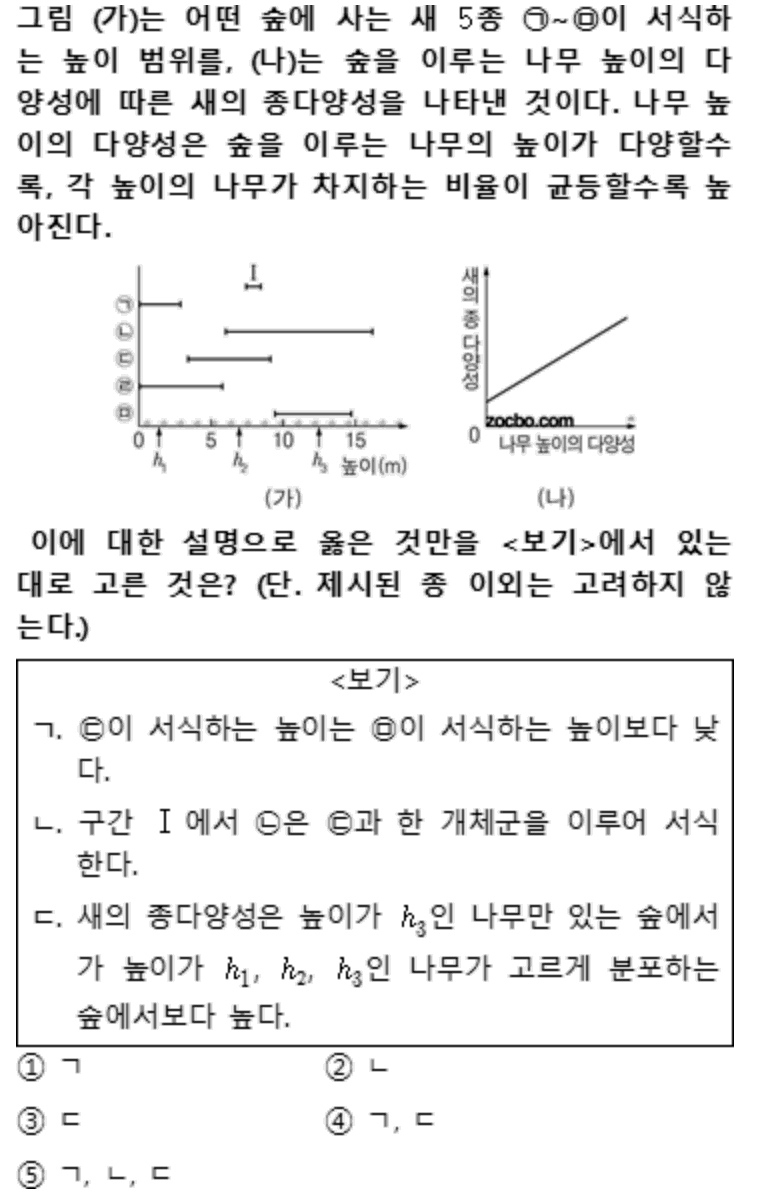 그림 (가)는 어떤 숲에 사는 새 5종 ㉠~㉤이 서식하
는 높이 범위를, (나)는 숲을 이루는 나무 높이의 다
양성에 따른 새의 종다양성을 나타낸 것이다. 나무 높
이의 다양성은 숲을 이루는 나무의 높이가 다양할수
록, 각 높이의 나무가 차지하는 비율이 균등할수록 높
아진다.
I
㉠
㉡
㉢
㉣
㉤
0 5 10 15
h₁ h₂ h₃ 높이(m)
(가)
새의 종다양성
zocbo.com
0
나무 높이의 다양성
(나)
이에 대한 설명으로 옳은 것만을 <보기>에서 있는
대로 고른 것은? (단. 제시된 종 이외는 고려하지 않
는다.)
<보기>
ㄱ. ㉢이 서식하는 높이는 ㉤이 서식하는 높이보다 낮
다.
ㄴ. 구간 Ⅰ에서 ㉡은 ㉢과 한 개체군을 이루어 서식
한다.
ㄷ. 새의 종다양성은 높이가 h₃인 나무만 있는 숲에서
가 높이가 h₁, h₂, h₃인 나무가 고르게 분포하는
숲에서보다 높다.
① ㄱ ② ㄴ
③ ㄷ ④ ㄱ, ㄷ
⑤ ㄱ, ㄴ, ㄷ